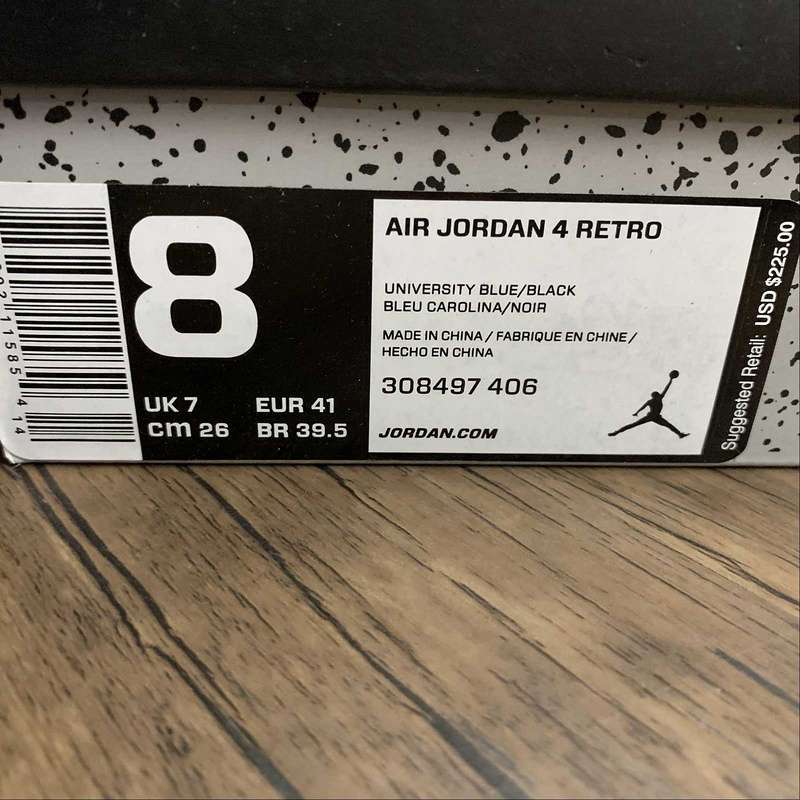 8
UK 7 EUR 41
cm 26 BR 39.5
AIR JORDAN 4 RETRO
UNIVERSITY BLUE/BLACK
BLEU CAROLINA/NOIR
MADE IN CHINA / FABRIQUE EN CHINE /
HECHO EN CHINA
308497 406
JORDAN.COM
Suggested Retail: USD $225.00